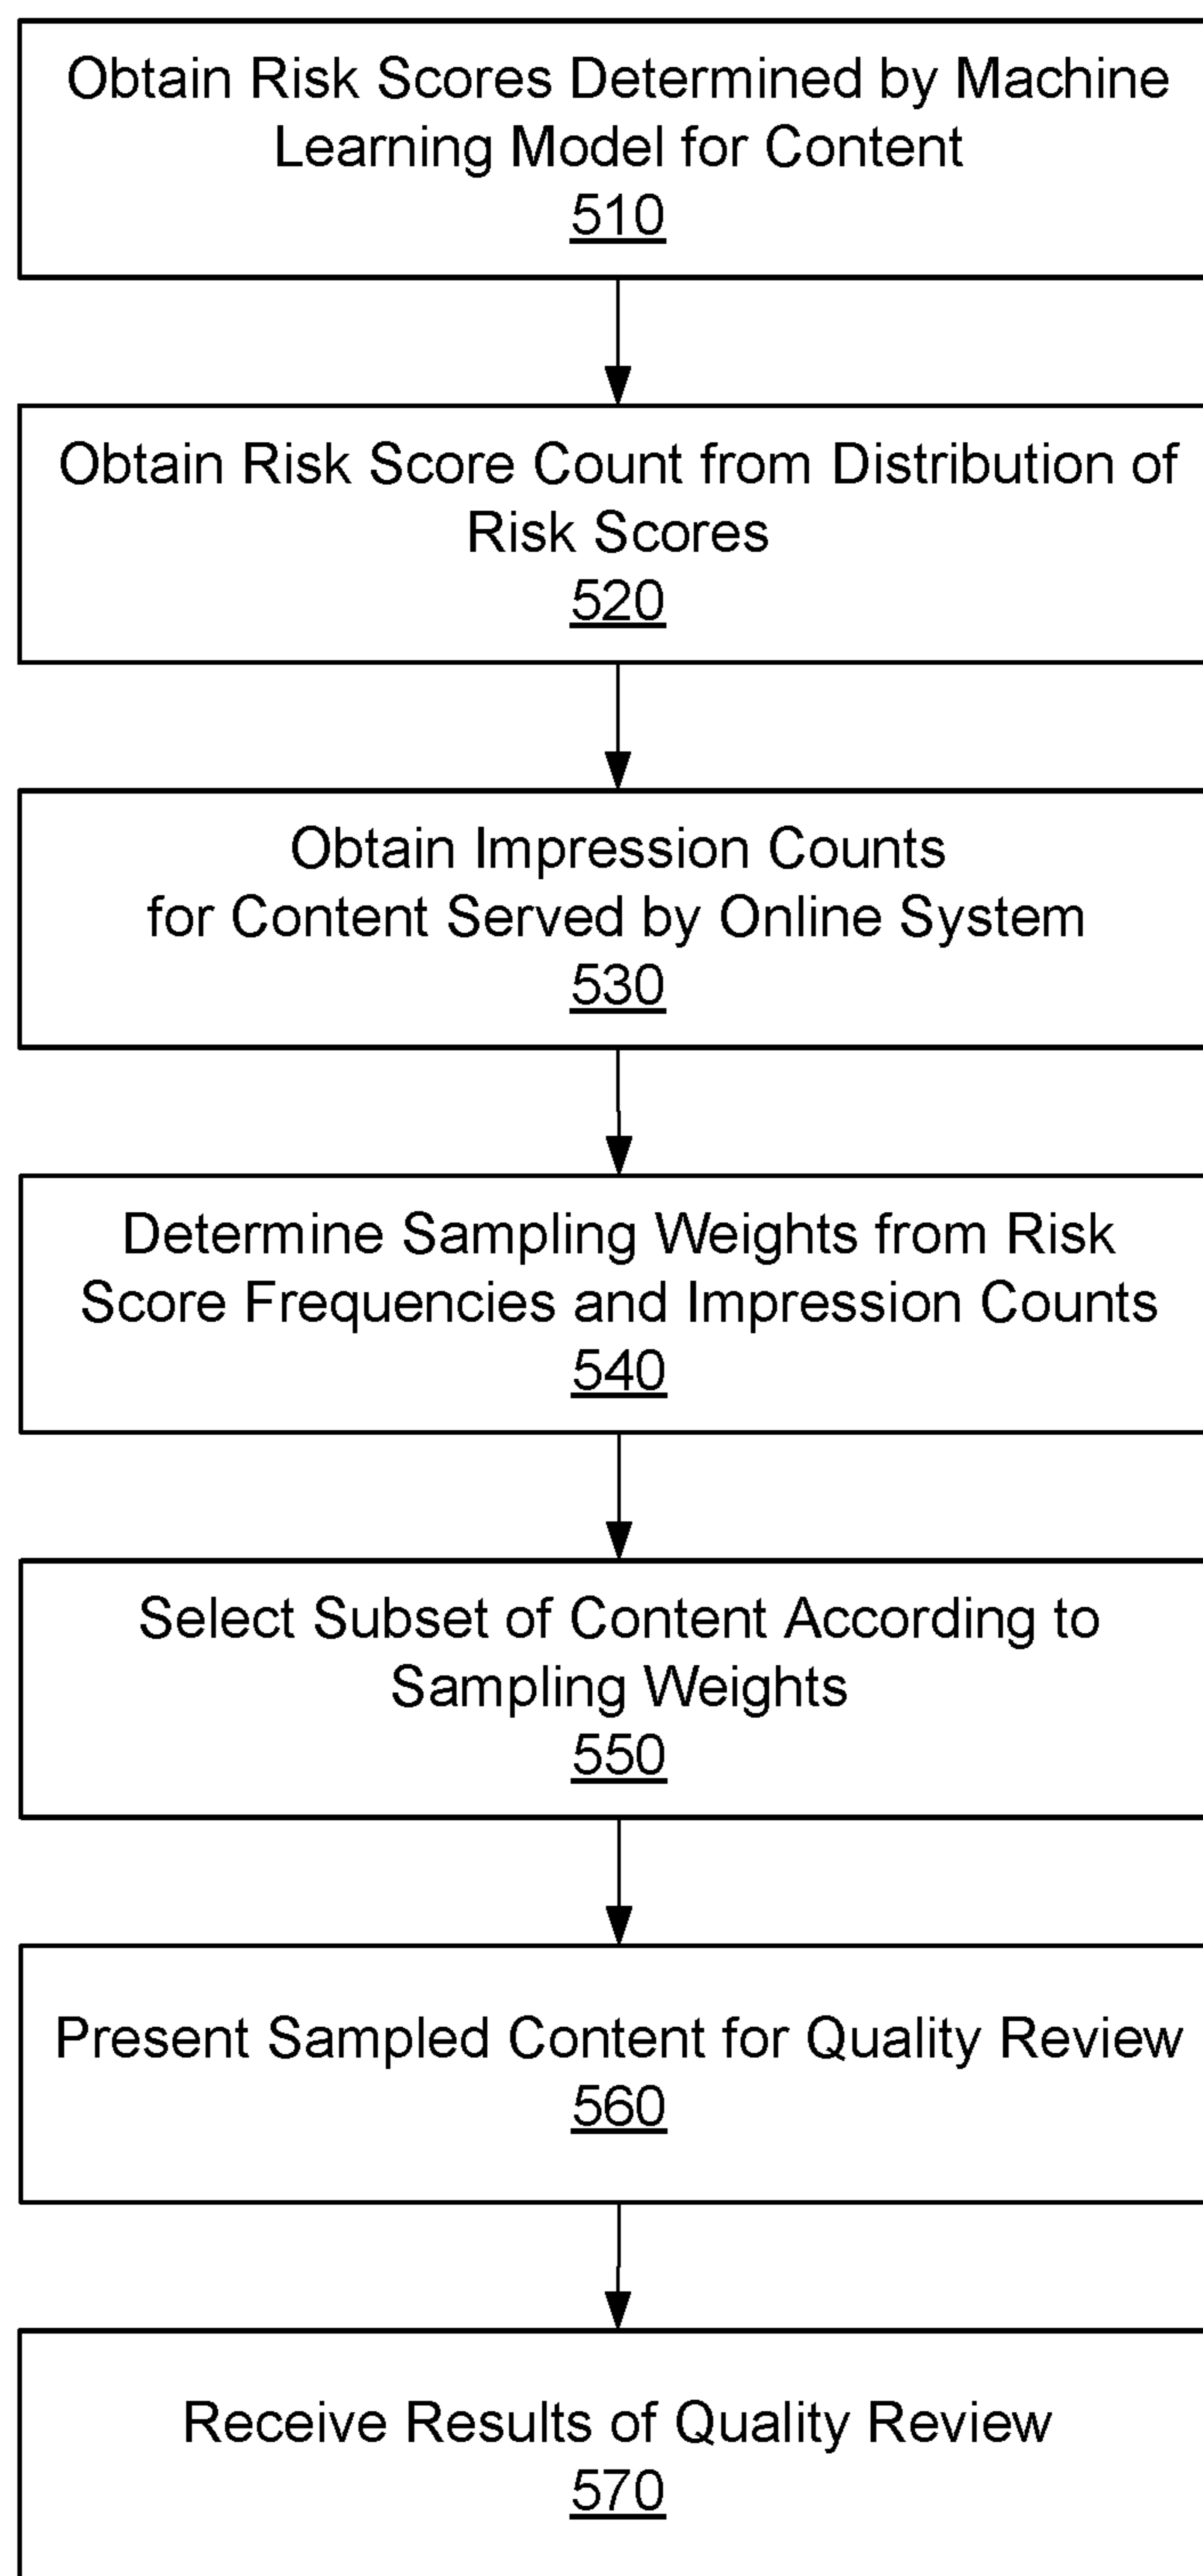 Obtain Risk Scores Determined by Machine
Learning Model for Content
510
Obtain Risk Score Count from Distribution of
Risk Scores
520
Obtain Impression Counts
for Content Served by Online System
530
Determine Sampling Weights from Risk
Score Frequencies and Impression Counts
540
Select Subset of Content According to
Sampling Weights
550
Present Sampled Content for Quality Review
560
Receive Results of Quality Review
570